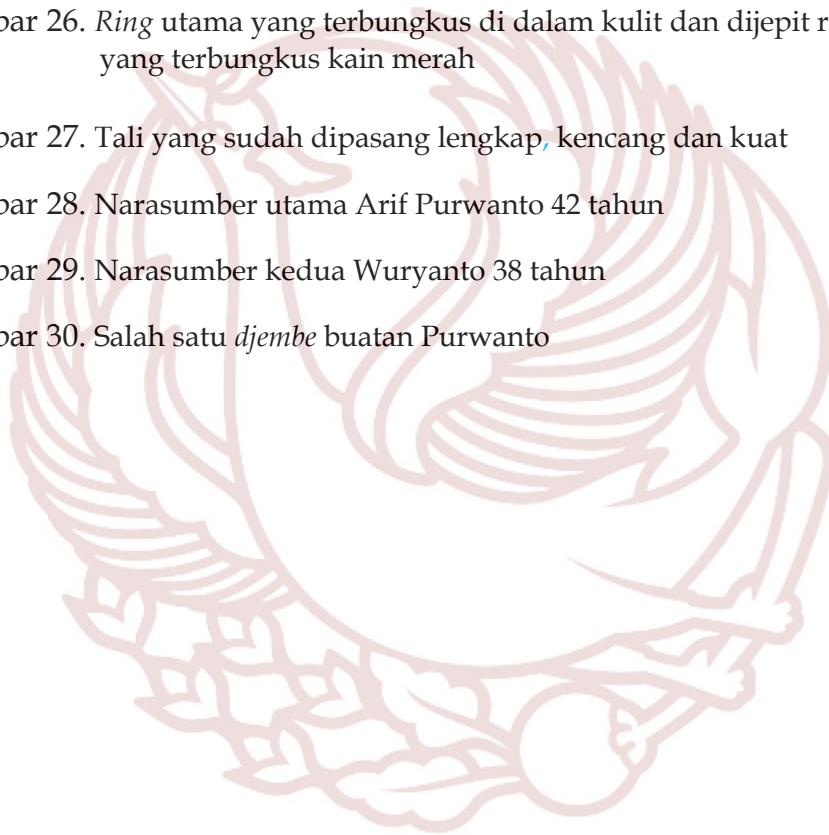 bar 26. Ring utama yang terbungkus di dalam kulit dan dijepit r
yang terbungkus kain merah
bar 27. Tali yang sudah dipasang lengkap, kencang dan kuat
bar 28. Narasumber utama Arif Purwanto 42 tahun
bar 29. Narasumber kedua Wuryanto 38 tahun
bar 30. Salah satu djembe buatan Purwanto